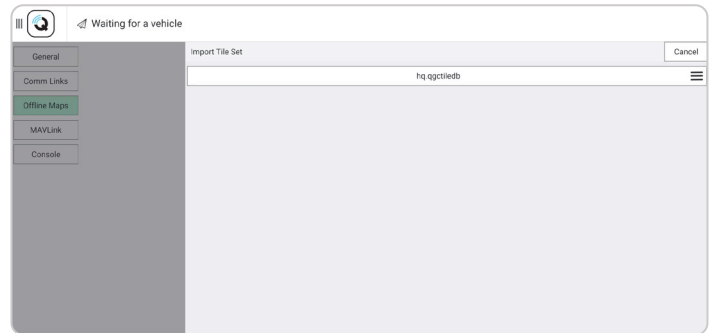 Waiting for a vehicle
General
Comm Links
Offline Maps
MAVLink
Console
Import Tile Set
Cancel
hq.qgctiledb